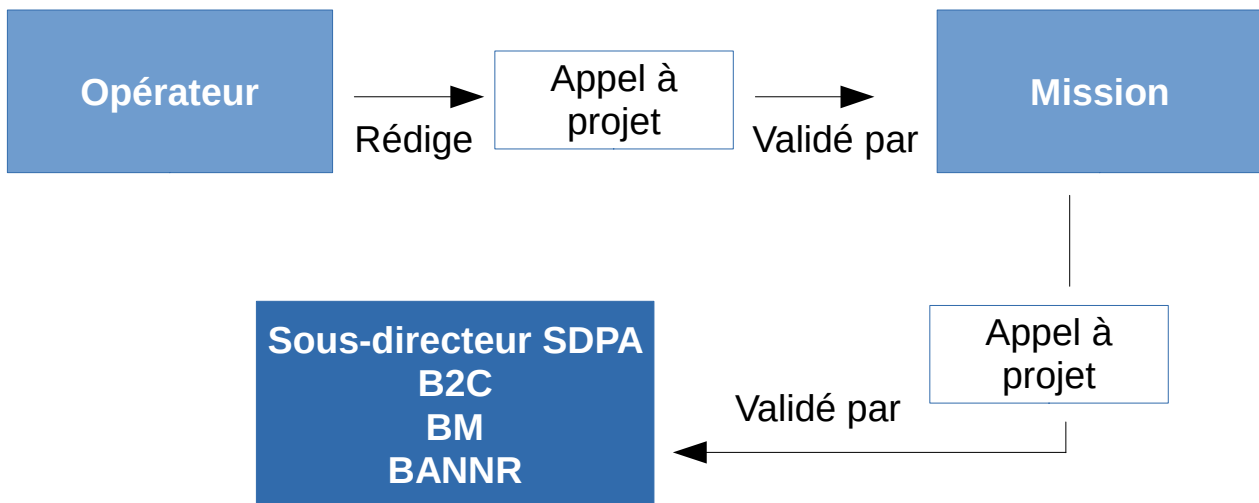 Opérateur
Rédige
Appel à
projet
Validé par
Mission
Appel à
projet
Validé par
Sous-directeur SDPA
B2C
BM
BANNR